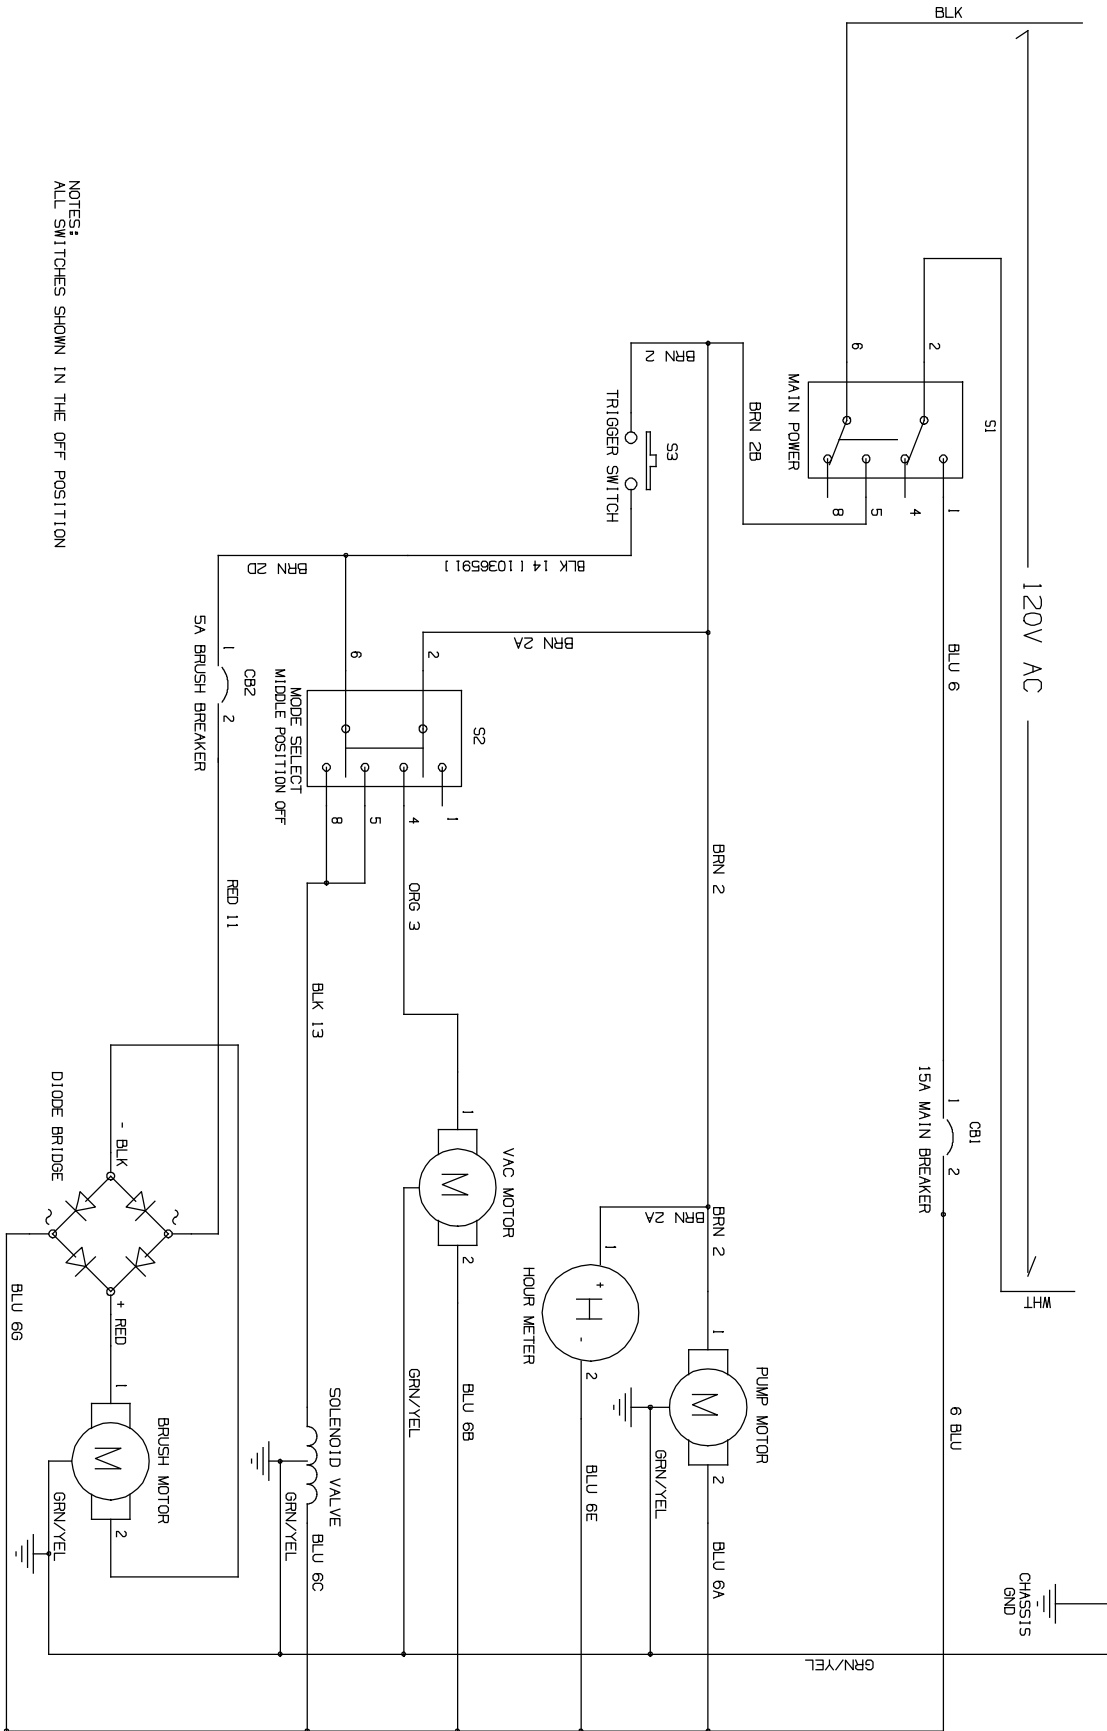 BLK
120V AC
WHT
S1
2
6
MAIN POWER
1
4
5
8
BLU 6
CB1
1
2
15A MAIN BREAKER
6 BLU
CHASSIS
GND
GRN/YEL
BRN 2
BRN 2B
S3
TRIGGER SWITCH
BLK 14 [1036591]
BRN 2D
BRN 2A
BRN 2
BRN 2
BRN 2A
PUMP MOTOR
1
M
2
GRN/YEL
BLU 6A
HOUR METER
1
+
H
-
2
BLU 6E
S2
2
6
MODE SELECT
MIDDLE POSITION OFF
1
4
5
8
ORG 3
VAC MOTOR
1
M
2
GRN/YEL
BLU 6B
BLK 13
SOLENOID VALVE
GRN/YEL
BLU 6C
CB2
1
2
5A BRUSH BREAKER
RED 11
DIODE BRIDGE
- BLK
~
~
+ RED
BLU 6G
BRUSH MOTOR
1
M
2
GRN/YEL
NOTES:
ALL SWITCHES SHOWN IN THE OFF POSITION